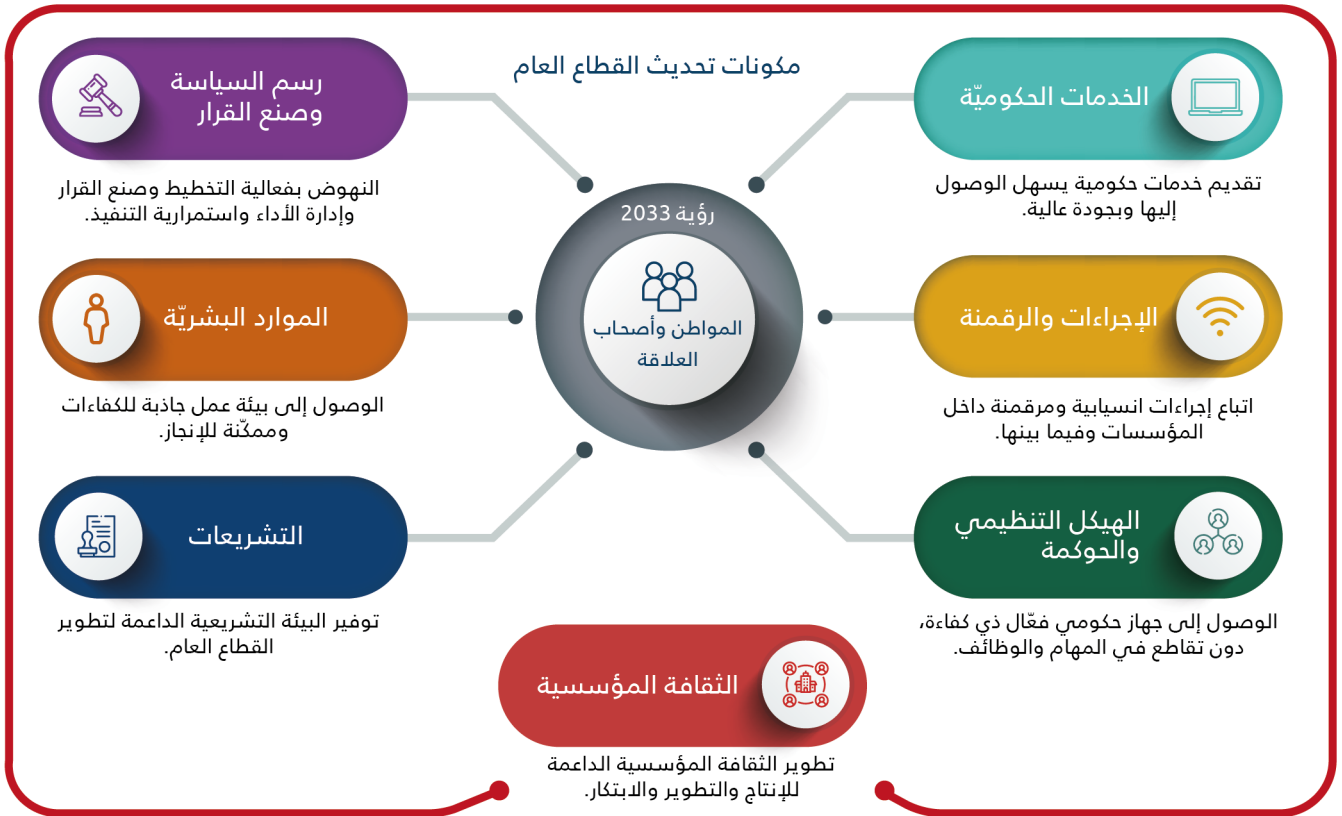 مكونات تحديث القطاع العام
رؤية 2033
المواطن وأصحاب
العلاقة
الخدمات الحكوميّة
تقديم خدمات حكومية يسهل الوصول
إليها وبجودة عالية.
الإجراءات والرقمنة
اتباع إجراءات انسيابية ومرقمنة داخل
المؤسسات وفيما بينها.
الهيكل التنظيمي
والحوكمة
الوصول إلى جهاز حكومي فعّال ذي كفاءة،
دون تقاطع في المهام والوظائف.
رسم السياسة
وصنع القرار
النهوض بفعالية التخطيط وصنع القرار
وإدارة الأداء واستمرارية التنفيذ.
الموارد البشريّة
الوصول إلى بيئة عمل جاذبة للكفاءات
وممكّنة للإنجاز.
التشريعات
توفير البيئة التشريعية الداعمة لتطوير
القطاع العام.
الثقافة المؤسسية
تطوير الثقافة المؤسسية الداعمة
للإنتاج والتطوير والابتكار.